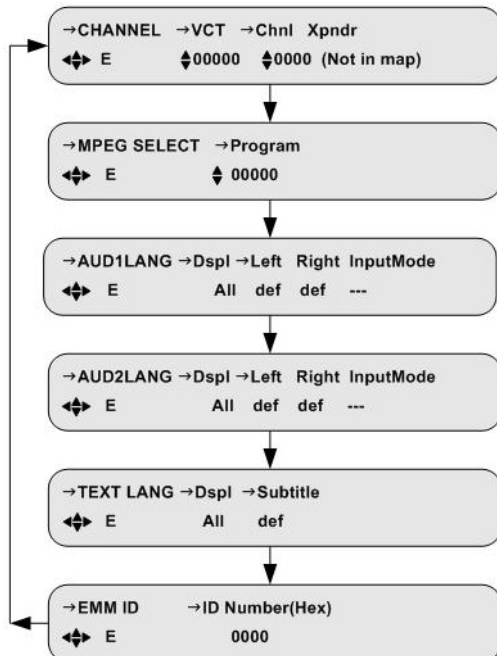 →CHANNEL →VCT →Chnl Xpndr
E 00000 0000 (Not in map)
→MPEG SELECT →Program
E 00000
→AUD1LANG →Dspl →Left Right InputMode
E All def def ---
→AUD2LANG →Dspl →Left Right InputMode
E All def def ---
→TEXT LANG →Dspl →Subtitle
E All def
→EMM ID →ID Number(Hex)
E 0000